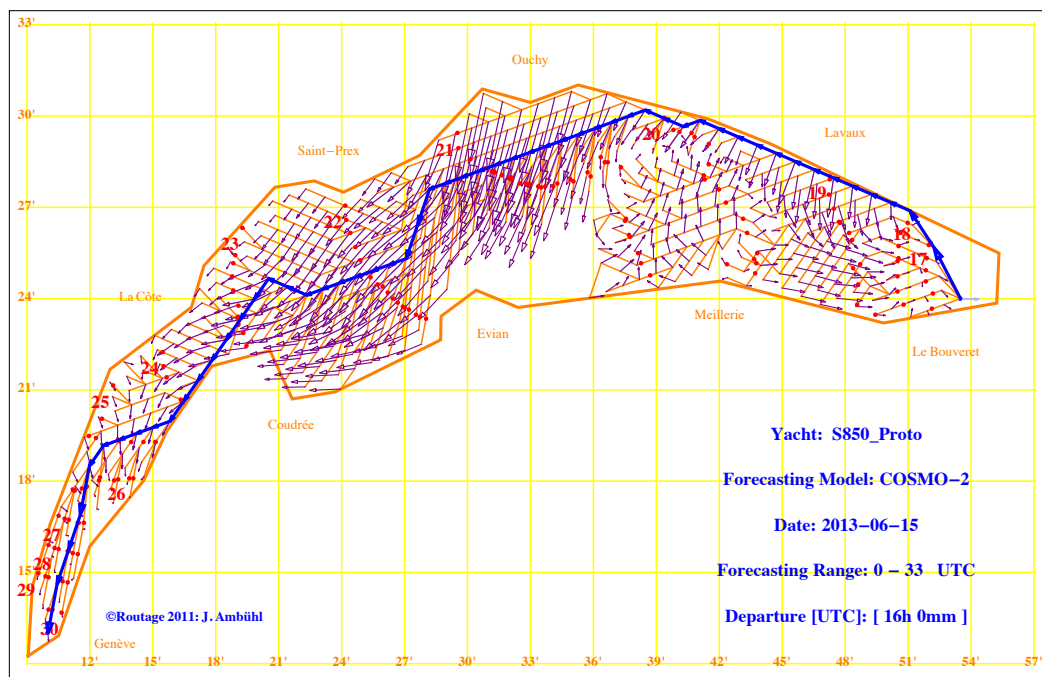 33'
Ouchy
30'
20
Lavaux
21
Saint-Prex
27'
19
22
18
23
17
24'
La Côte
Evian
Meillerie
Le Bouveret
24
21'
25
Coudrée
Yacht: S850_Proto
18'
26
Forecasting Model: COSMO-2
27
Date: 2013-06-15
28
15'
Forecasting Range: 0 - 33 UTC
29
©Routage 2011: J. Ambühl
Departure [UTC]: [ 16h 0mm ]
30
Genève
12' 15' 18' 21' 24' 27' 30' 33' 36' 39' 42' 45' 48' 51' 54' 57'